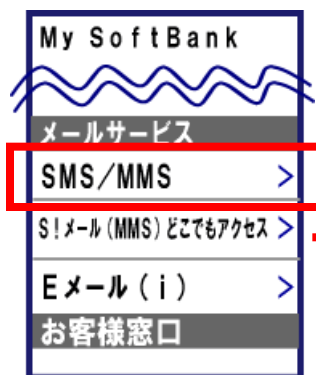 My SoftBank
メールサービス
SMS/MMS >
S!メール(MMS)どこでもアクセス >
Eメール(i) >
お客様窓口